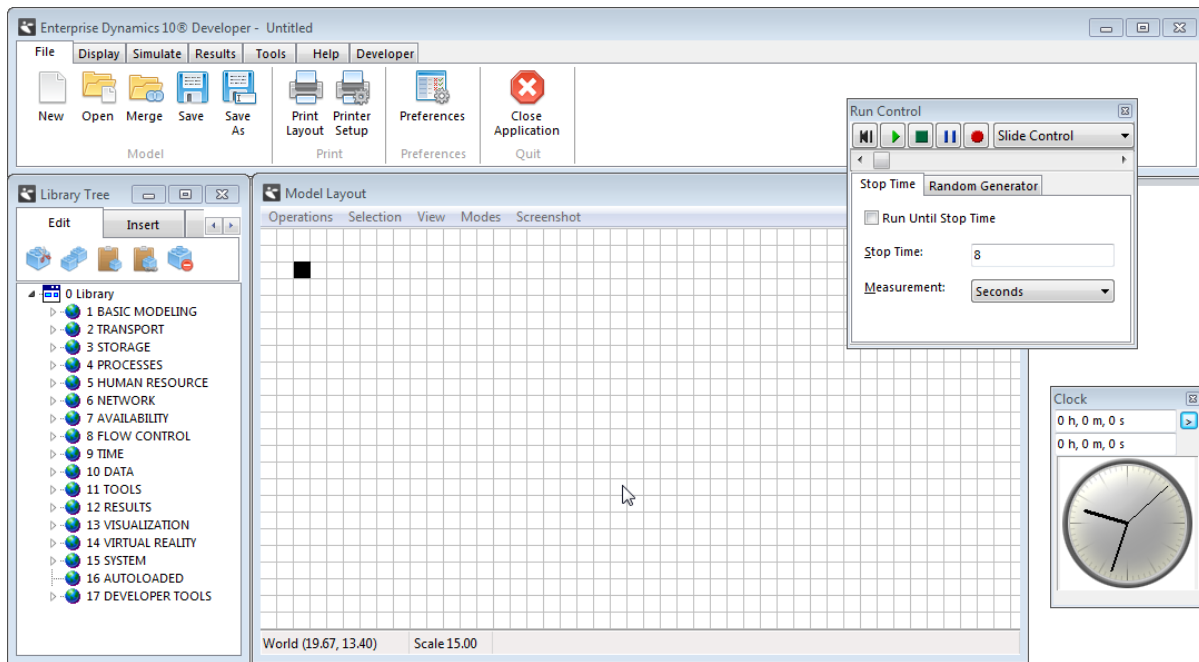 Enterprise Dynamics 10® Developer - Untitled
File Display Simulate Results Tools Help Developer
New Open Merge Save Save As
Print Layout Printer Setup
Preferences
Close Application
Model Print Preferences Quit
Run Control
Slide Control
Stop Time Random Generator
Run Until Stop Time
Stop Time: 8
Measurement: Seconds
Library Tree
Edit Insert
0 Library
1 BASIC MODELING
2 TRANSPORT
3 STORAGE
4 PROCESSES
5 HUMAN RESOURCE
6 NETWORK
7 AVAILABILITY
8 FLOW CONTROL
9 TIME
10 DATA
11 TOOLS
12 RESULTS
13 VISUALIZATION
14 VIRTUAL REALITY
15 SYSTEM
16 AUTOLOADED
17 DEVELOPER TOOLS
Model Layout
Operations Selection View Modes Screenshot
World (19.67, 13.40) Scale 15.00
Clock
0 h, 0 m, 0 s
>
0 h, 0 m, 0 s